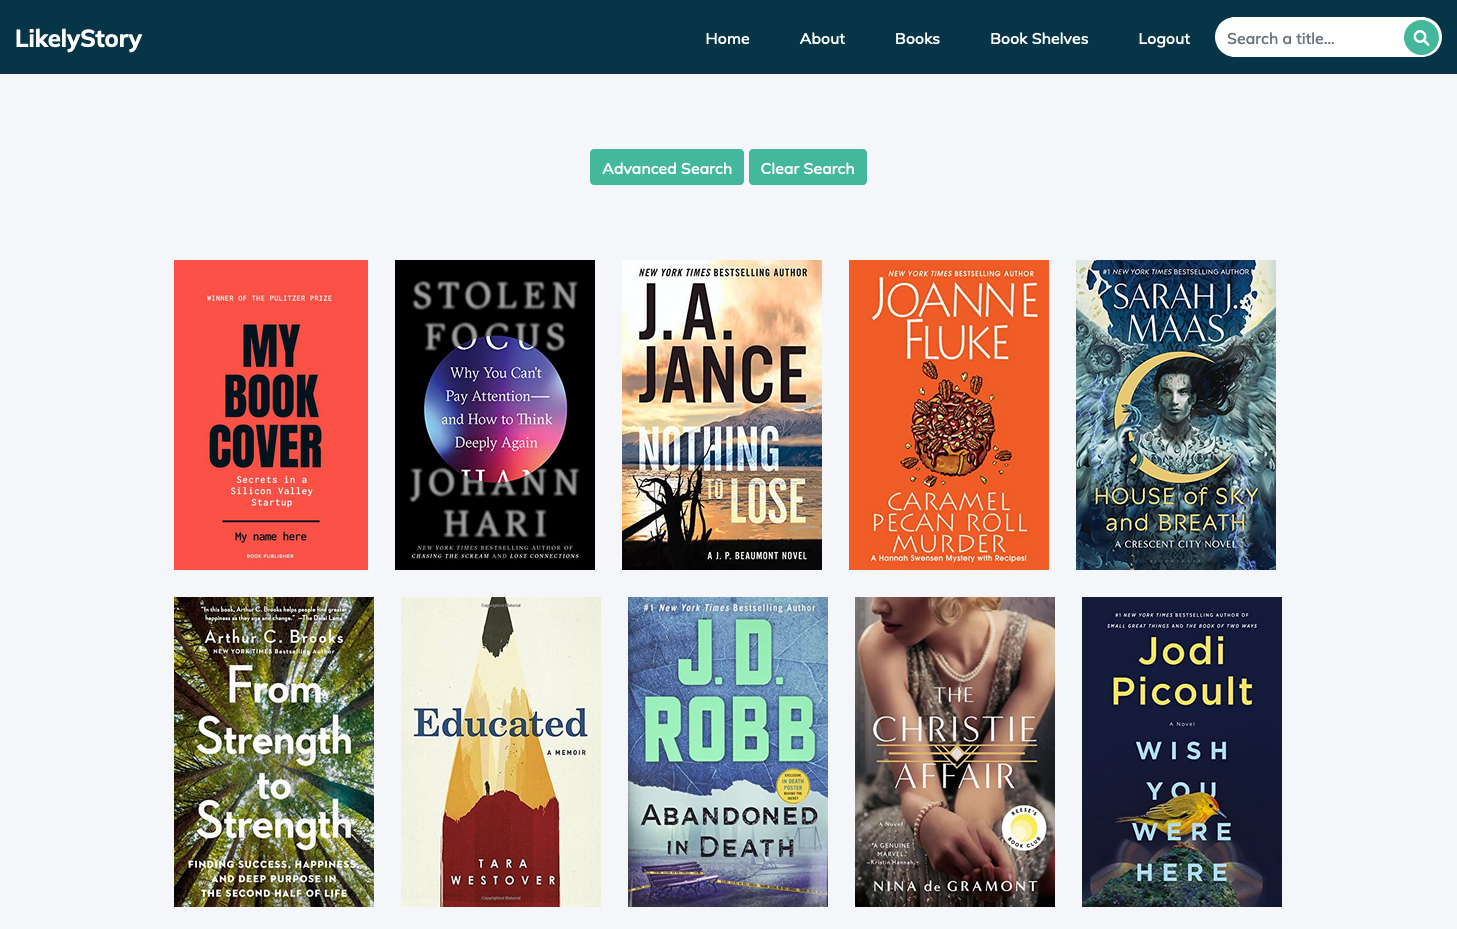 LikelyStory
Home
About
Books
Book Shelves
Logout
Search a title...
Advanced Search
Clear Search
WINNER OF THE PULITZER PRIZE
MY
BOOK
COVER
Secrets in a
Silicon Valley
Startup
My name here
BOOK PUBLISHER
STOLEN
FOCUS
Why You Can't
Pay Attention—
and How to Think
Deeply Again
JOHANN
HARI
NEW YORK TIMES BESTSELLING AUTHOR OF
CHASING THE SCREAM AND LOST CONNECTIONS
NEW YORK TIMES BESTSELLING AUTHOR
J.A.
JANCE
NOTHING
TO
LOSE
A J. P. BEAUMONT NOVEL
NEW YORK TIMES BESTSELLING AUTHOR
JOANNE
FLUKE
CARAMEL
PECAN ROLL
MURDER
A Hannah Swensen Mystery with Recipes!
#1 NEW YORK TIMES BESTSELLING AUTHOR
SARAH J.
MAAS
HOUSE of SKY
and BREATH
A CRESCENT CITY NOVEL
"In this book, Arthur C. Brooks helps people find greater
happiness as they age and change." —The Dalai Lama
Arthur C. Brooks
NEW YORK TIMES Bestselling Author
From
Strength
to
Strength
FINDING SUCCESS, HAPPINESS,
AND DEEP PURPOSE IN
THE SECOND HALF OF LIFE
Copyrighted Material
Educated
A MEMOIR
TARA
WESTOVER
Copyrighted Material
#1 New York Times Bestselling Author
J.D.
ROBB
EXCLUSIVE
IN DEATH
POSTER
BEHIND THE
JACKET
ABANDONED
IN DEATH
THE
CHRISTIE
AFFAIR
A Novel
"A GENUINE
MARVEL."
—Kristin Hannah,
REESE'S
BOOK CLUB
NINA de GRAMONT
#1 NEW YORK TIMES BESTSELLING AUTHOR OF
SMALL GREAT THINGS AND THE BOOK OF TWO WAYS
Jodi
Picoult
A Novel
WISH
YOU
WERE
HERE